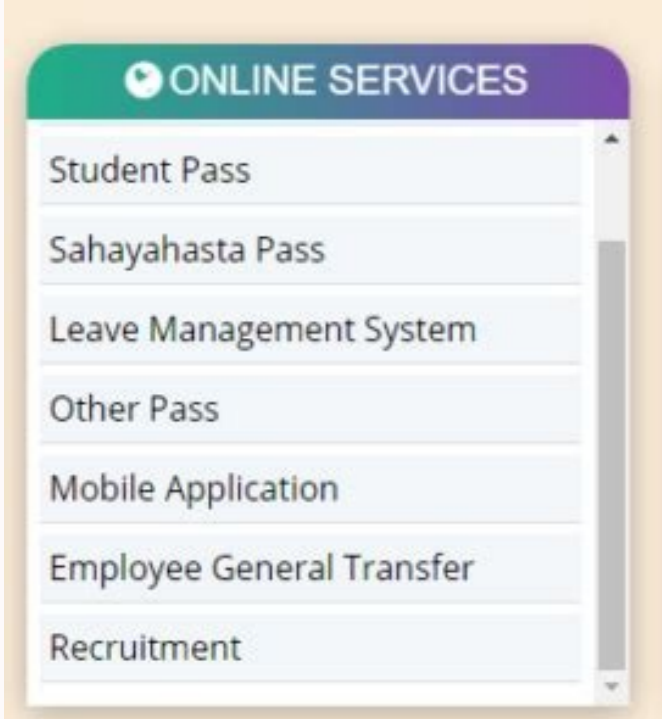 ONLINE SERVICES
Student Pass
Sahayahasta Pass
Leave Management System
Other Pass
Mobile Application
Employee General Transfer
Recruitment